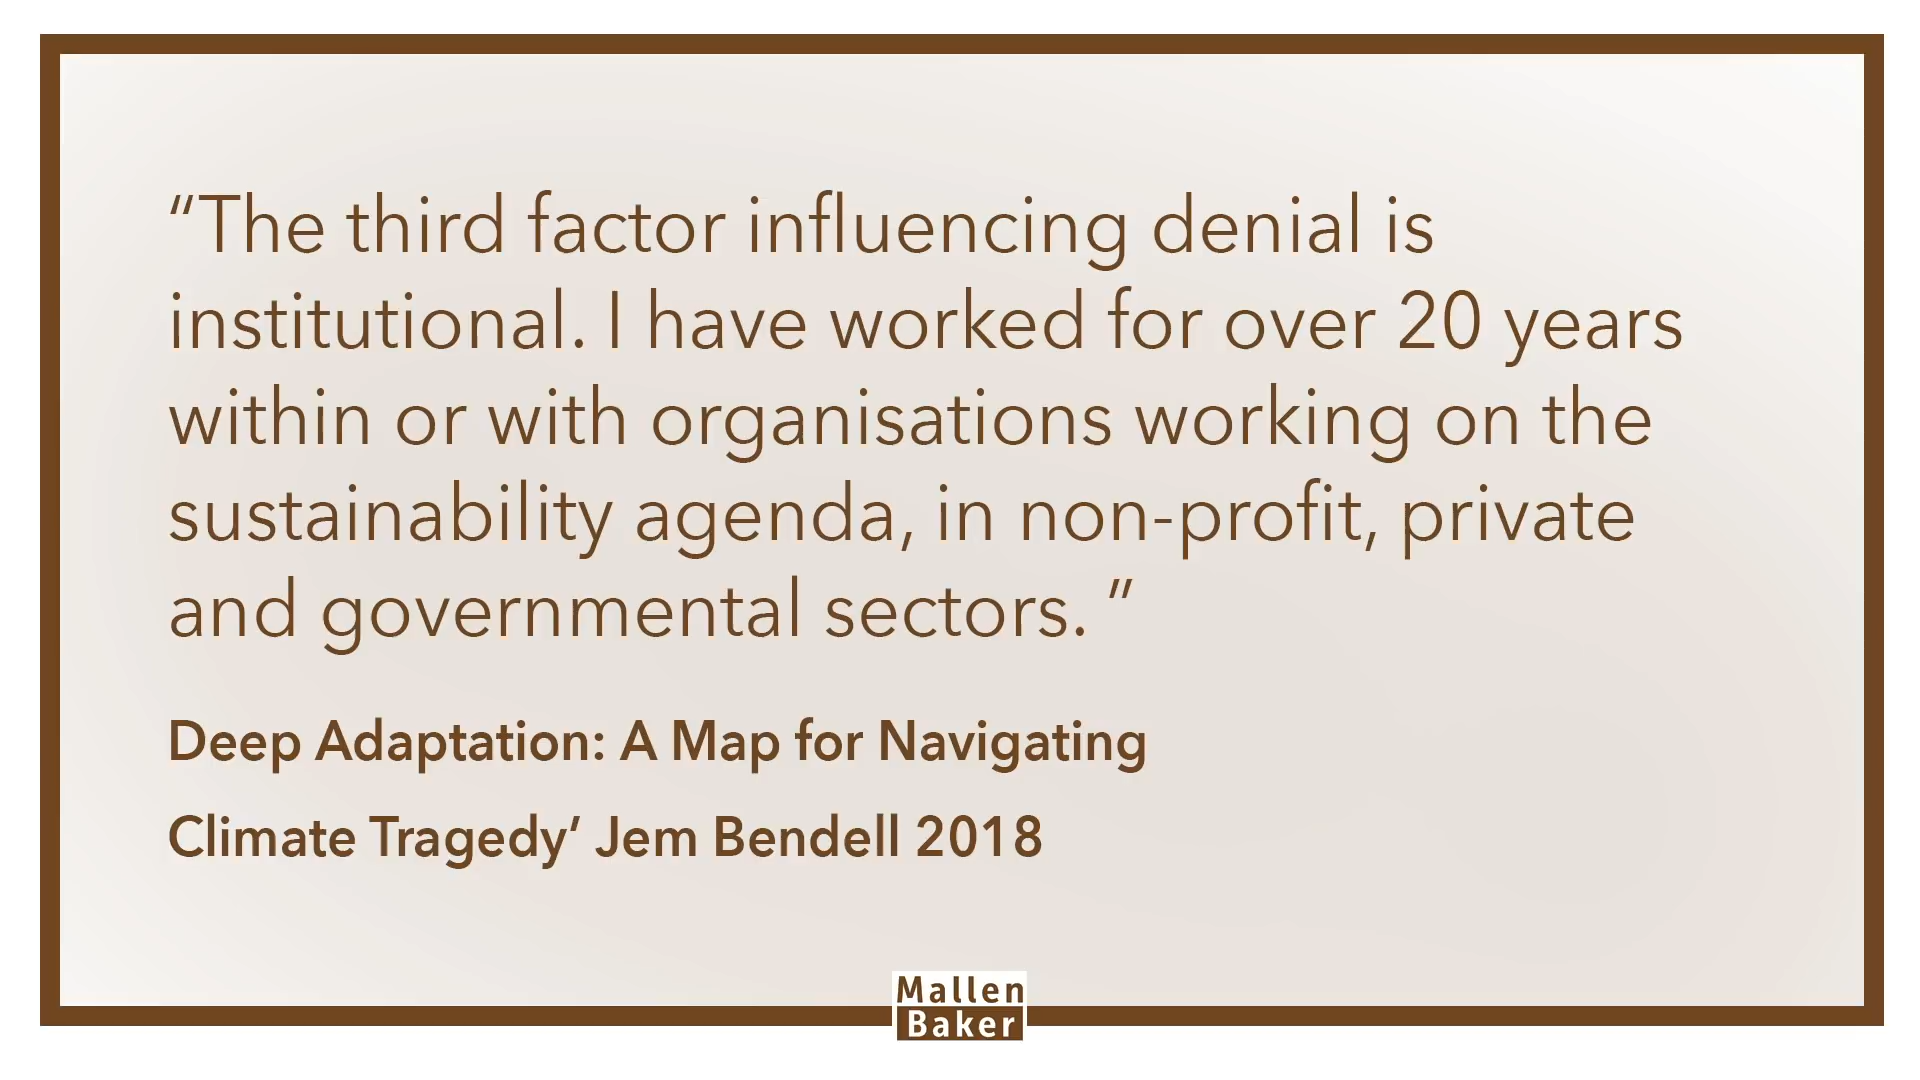 “The third factor influencing denial is
institutional. I have worked for over 20 years
within or with organisations working on the
sustainability agenda, in non-profit, private
and governmental sectors. ”
Deep Adaptation: A Map for Navigating
Climate Tragedy’ Jem Bendell 2018
Mallen
Baker